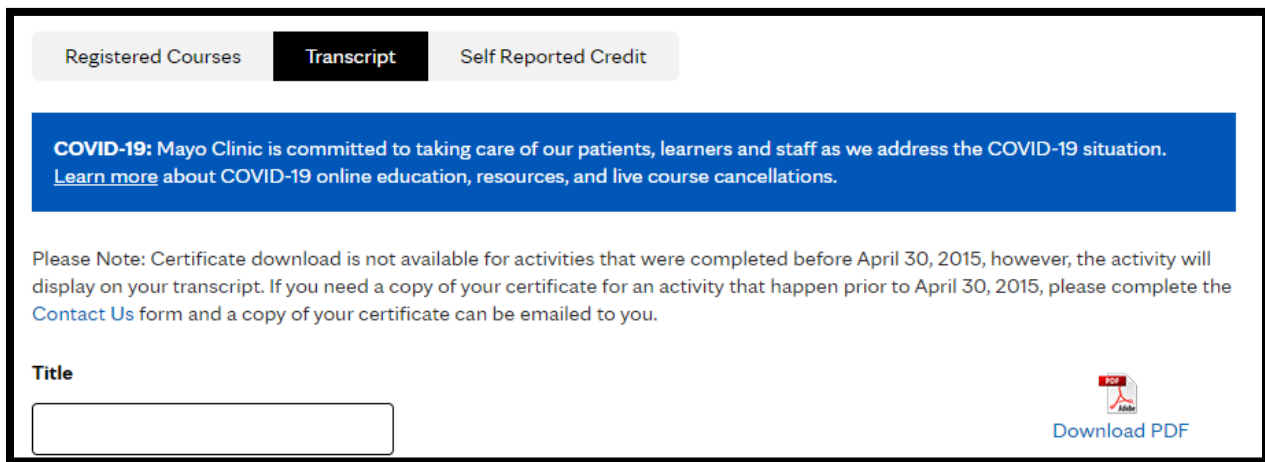 Registered Courses Transcript Self Reported Credit
COVID-19: Mayo Clinic is committed to taking care of our patients, learners and staff as we address the COVID-19 situation.
Learn more about COVID-19 online education, resources, and live course cancellations.
Please Note: Certificate download is not available for activities that were completed before April 30, 2015, however, the activity will
display on your transcript. If you need a copy of your certificate for an activity that happen prior to April 30, 2015, please complete the
Contact Us form and a copy of your certificate can be emailed to you.
Title
PDF
Adobe
Download PDF